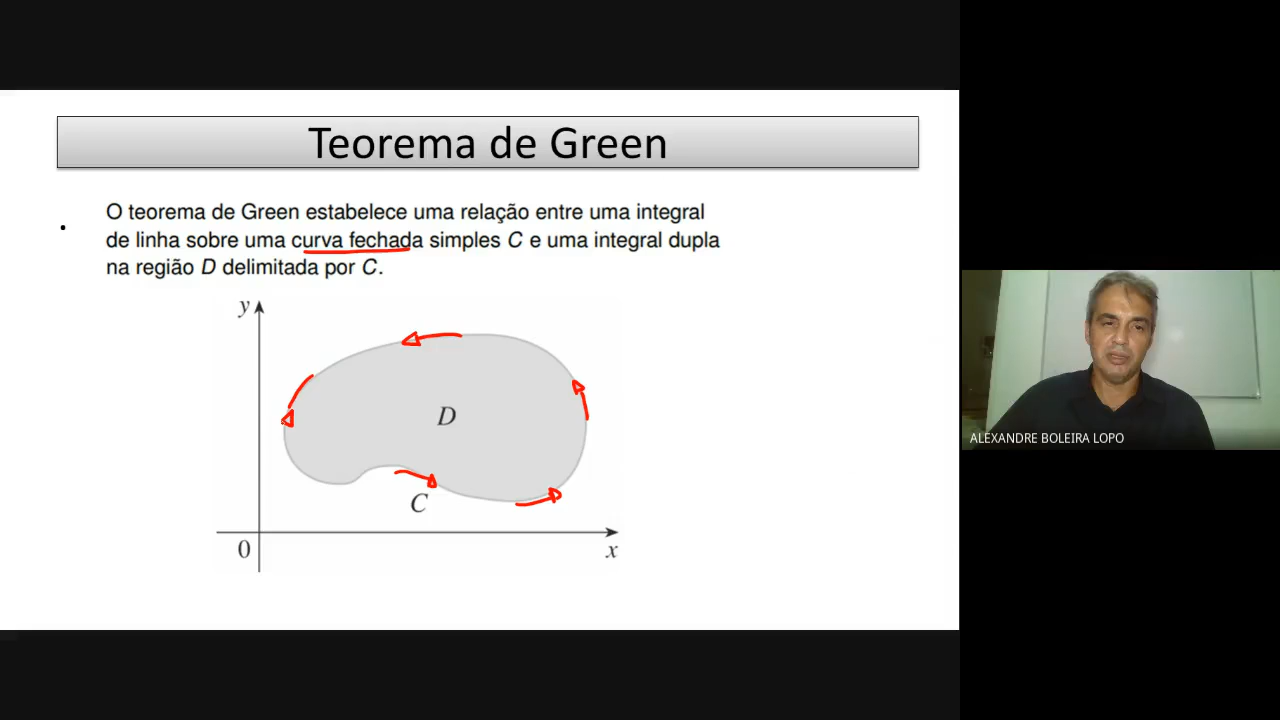 Teorema de Green
O teorema de Green estabelece uma relação entre uma integral
de linha sobre uma curva fechada simples C e uma integral dupla
na região D delimitada por C.
y
D
C
0
x
ALEXANDRE BOLEIRA LOPO